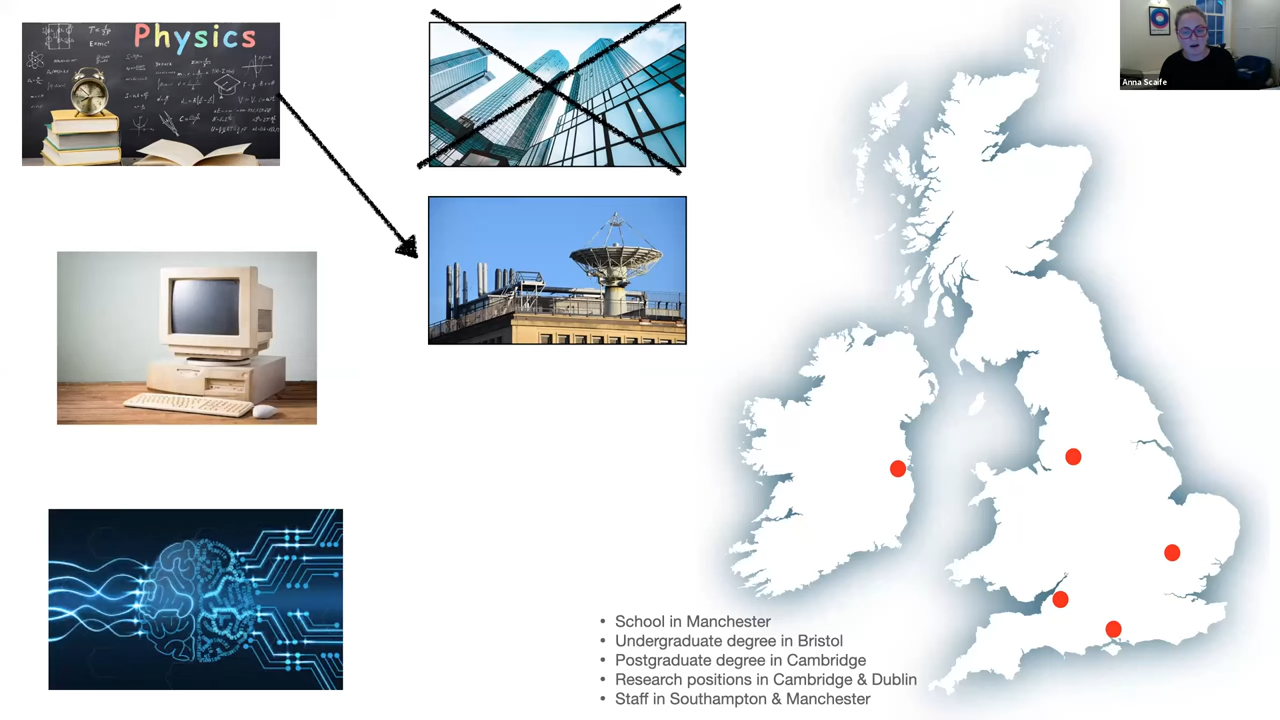 Physics
Anna Scaife
• School in Manchester
• Undergraduate degree in Bristol
• Postgraduate degree in Cambridge
• Research positions in Cambridge & Dublin
• Staff in Southampton & Manchester